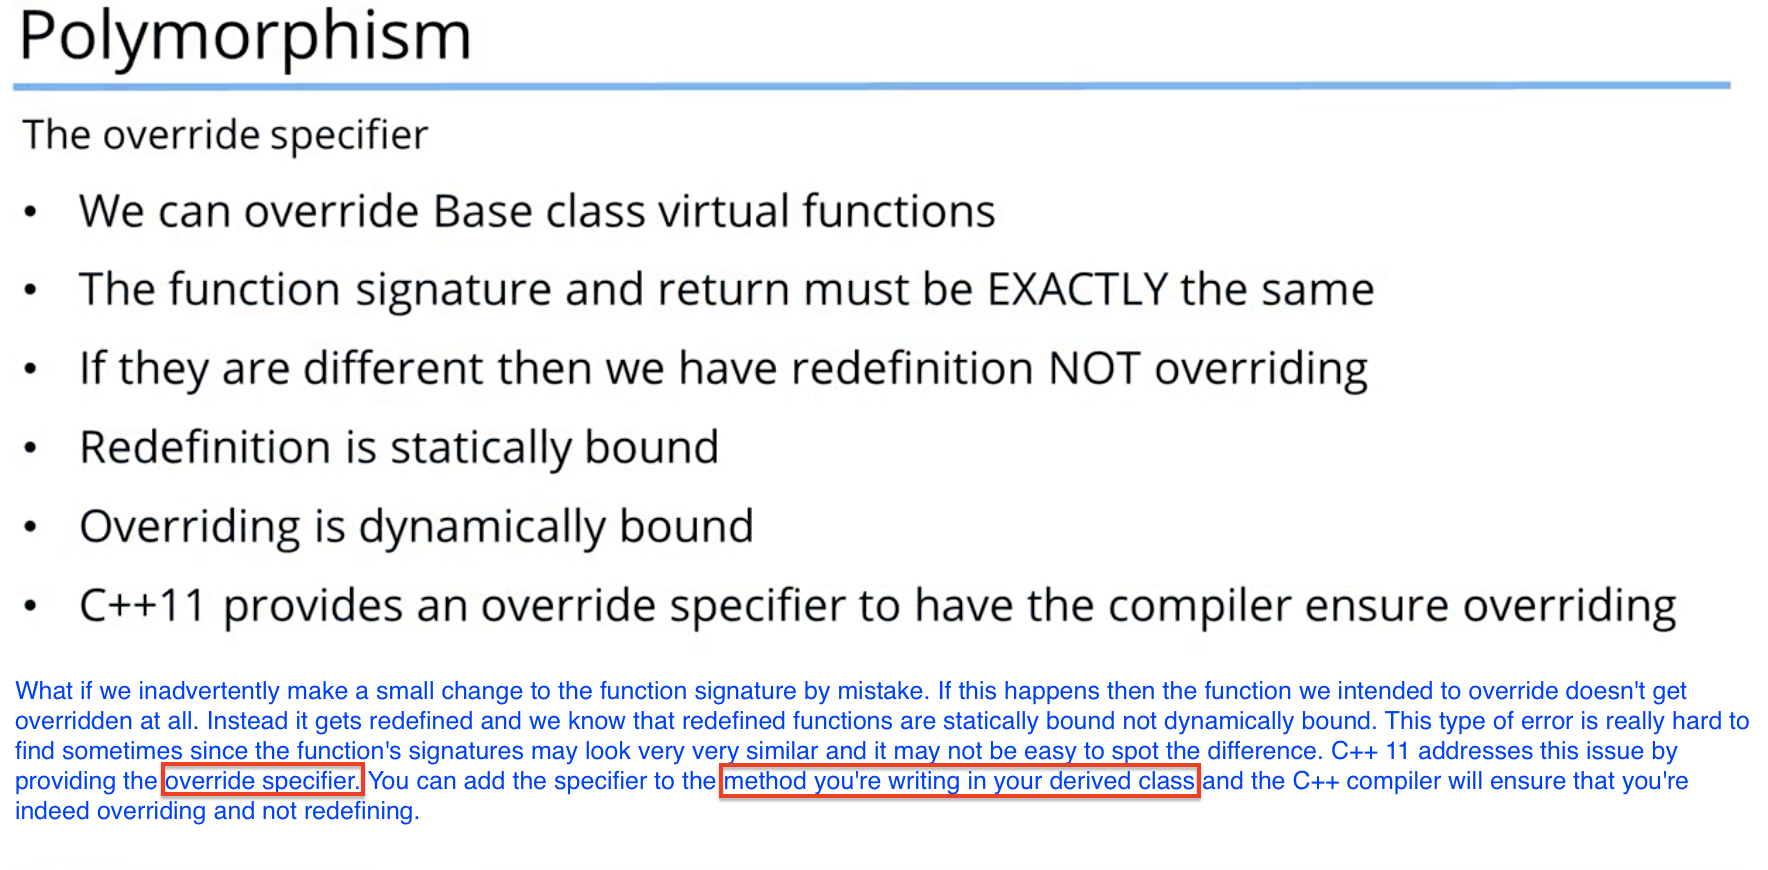 Polymorphism
The override specifier
• We can override Base class virtual functions
• The function signature and return must be EXACTLY the same
• If they are different then we have redefinition NOT overriding
• Redefinition is statically bound
• Overriding is dynamically bound
• C++11 provides an override specifier to have the compiler ensure overriding
What if we inadvertently make a small change to the function signature by mistake. If this happens then the function we intended to override doesn't get
overridden at all. Instead it gets redefined and we know that redefined functions are statically bound not dynamically bound. This type of error is really hard to
find sometimes since the function's signatures may look very very similar and it may not be easy to spot the difference. C++ 11 addresses this issue by
providing the override specifier. You can add the specifier to the method you're writing in your derived class and the C++ compiler will ensure that you're
indeed overriding and not redefining.